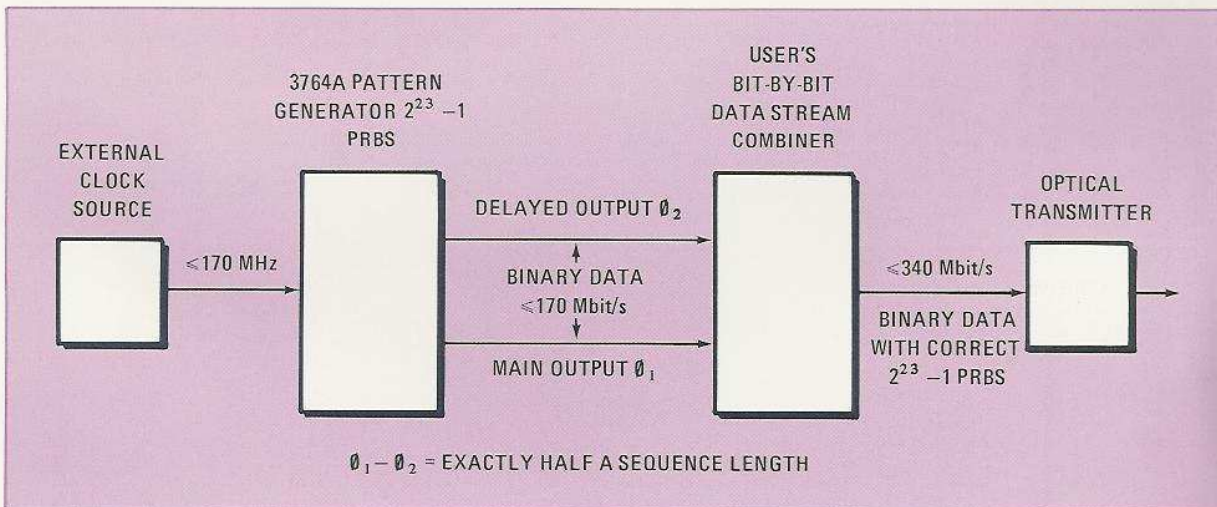 EXTERNAL
CLOCK
SOURCE
≤170 MHz
3764A PATTERN
GENERATOR 2²³ −1
PRBS
DELAYED OUTPUT Ø₂
BINARY DATA
≤170 Mbit/s
MAIN OUTPUT Ø₁
USER'S
BIT-BY-BIT
DATA STREAM
COMBINER
≤340 Mbit/s
BINARY DATA
WITH CORRECT
2²³ −1 PRBS
OPTICAL
TRANSMITTER
Ø₁ − Ø₂ = EXACTLY HALF A SEQUENCE LENGTH